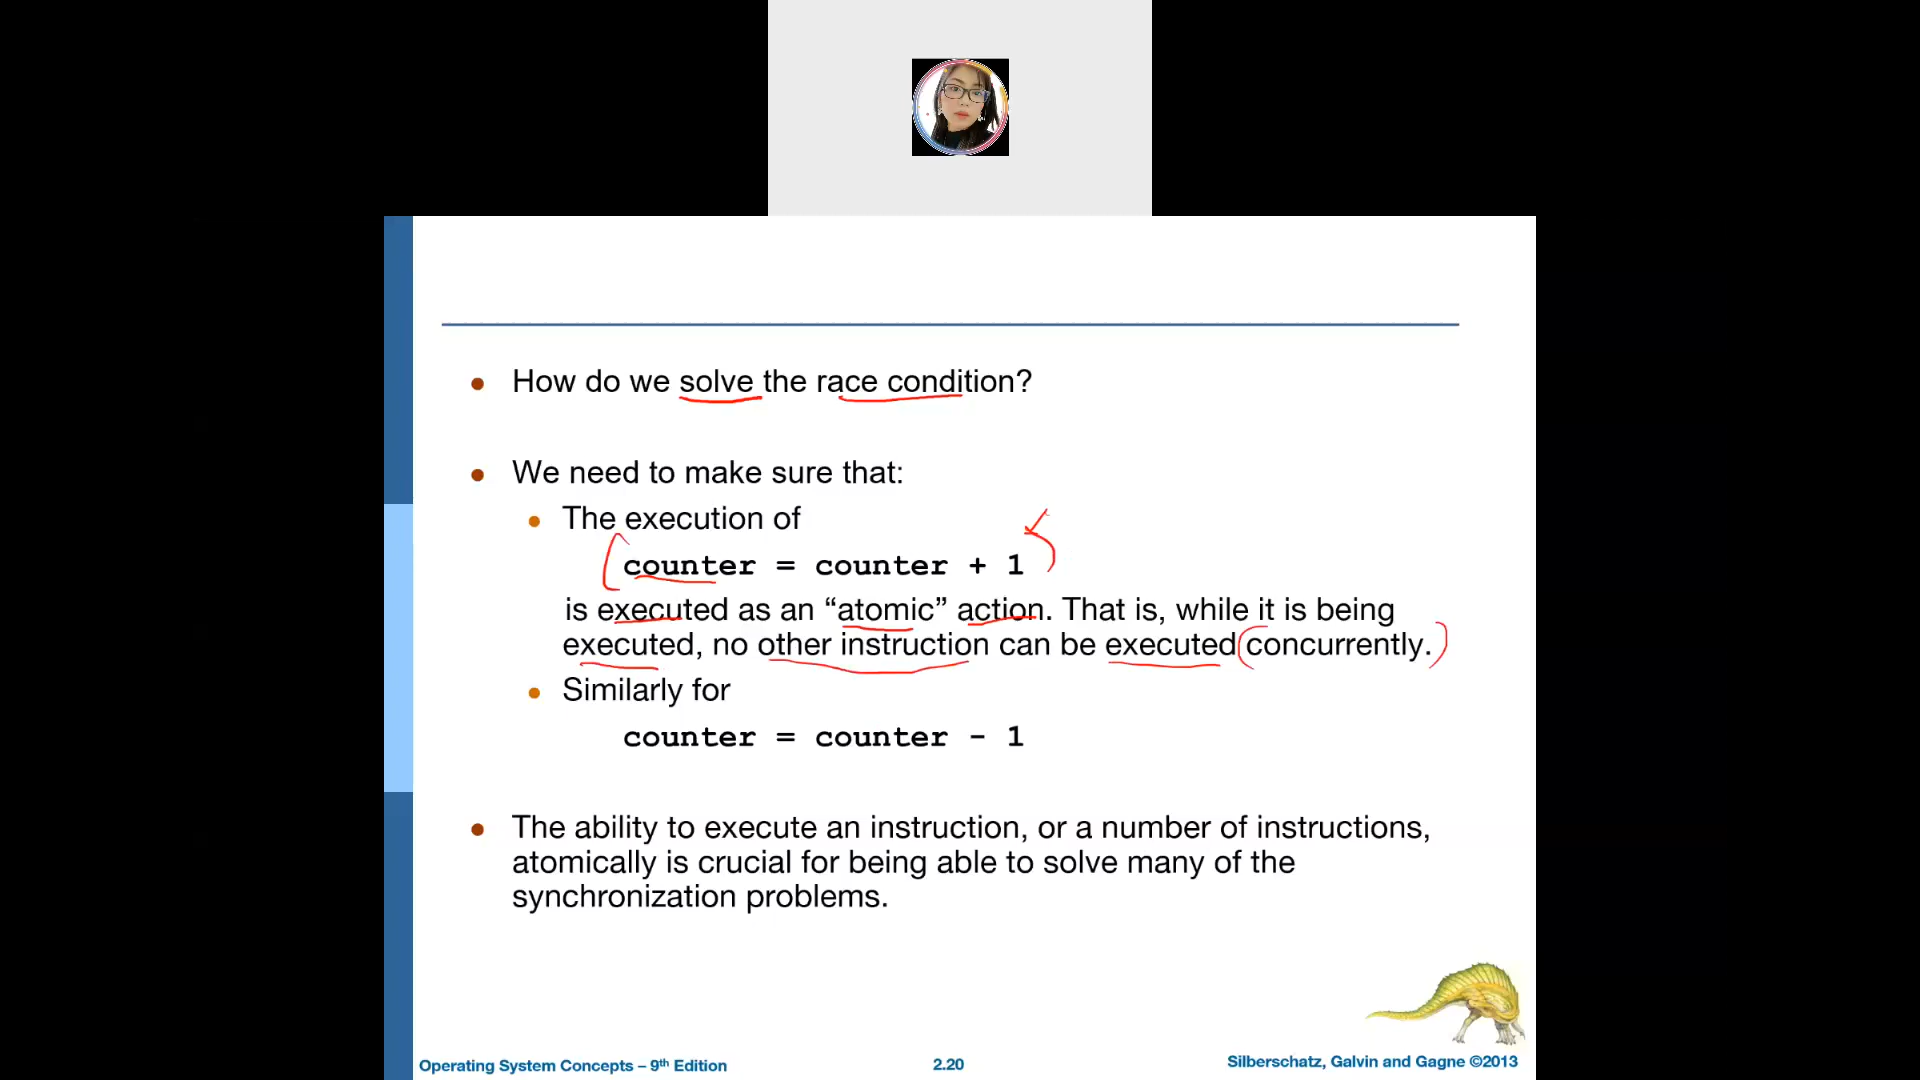 How do we solve the race condition?
We need to make sure that:
The execution of
counter = counter + 1
is executed as an “atomic” action. That is, while it is being
executed, no other instruction can be executed concurrently.
Similarly for
counter = counter - 1
The ability to execute an instruction, or a number of instructions,
atomically is crucial for being able to solve many of the
synchronization problems.
Operating System Concepts – 9th Edition
2.20
Silberschatz, Galvin and Gagne ©2013